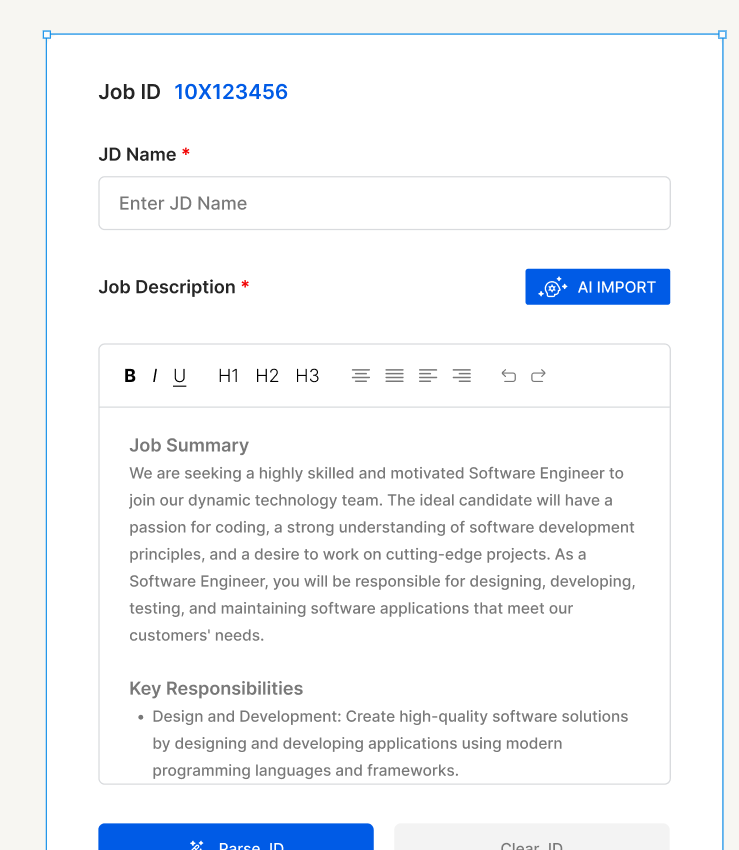 Job ID 10X123456
JD Name *
Enter JD Name
Job Description *
AI IMPORT
B I U H1 H2 H3
Job Summary
We are seeking a highly skilled and motivated Software Engineer to
join our dynamic technology team. The ideal candidate will have a
passion for coding, a strong understanding of software development
principles, and a desire to work on cutting-edge projects. As a
Software Engineer, you will be responsible for designing, developing,
testing, and maintaining software applications that meet our
customers' needs.
Key Responsibilities
• Design and Development: Create high-quality software solutions
by designing and developing applications using modern
programming languages and frameworks.
Parse JD
Clear JD